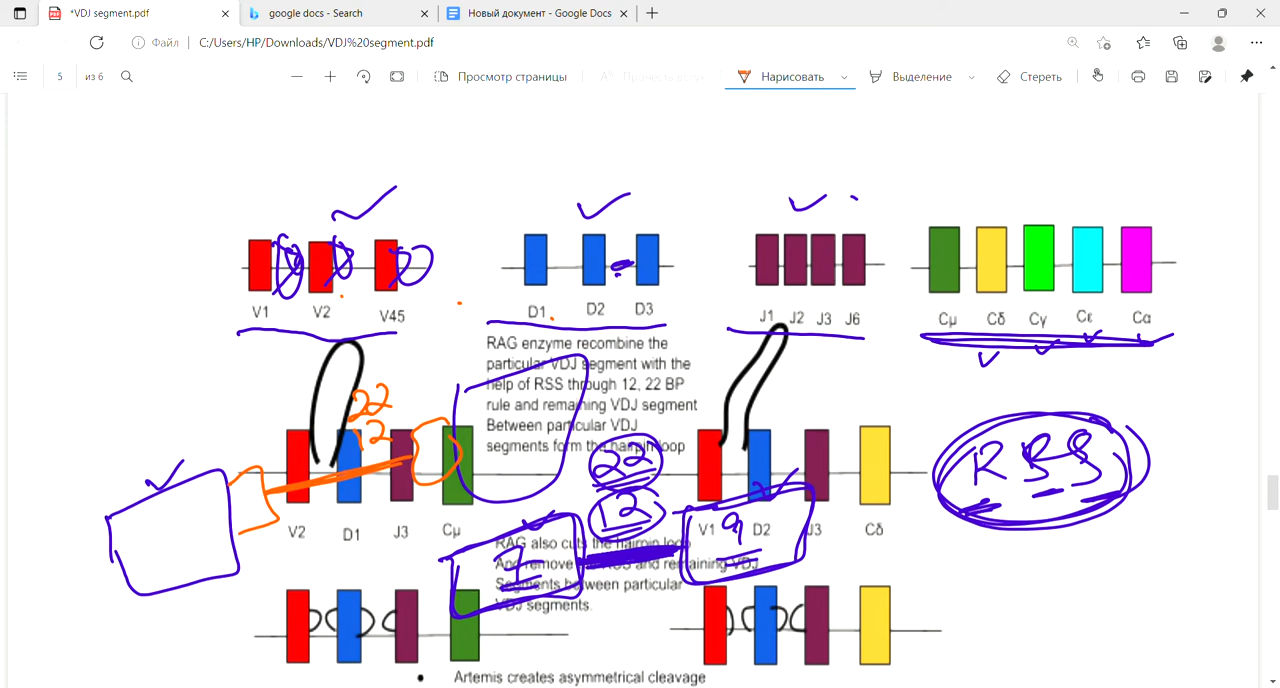 *VDJ segment.pdf
google docs - Search
Новый документ - Google Docs
Файл
C:/Users/HP/Downloads/VDJ%20segment.pdf
5 из 6
Просмотр страницы
Прочесть вслух
Нарисовать
Выделение
Стереть
V1 V2 V45
D1 D2 D3
J1 J2 J3 J6
Cμ Cδ Cγ Cε Cα
RAG enzyme recombine the
particular VDJ segment with the
help of RSS through 12, 22 BP
rule and remaining VDJ segment
Between particular VDJ
segments form the hairpin loop
22
12
22
12
RSS
V2 D1 J3 Cμ
V1 D2 J3 Cδ
7
9
RAG also cuts the hairpin loop
And remove RSS and remaining VDJ
Segments between particular
VDJ segments.
• Artemis creates asymmetrical cleavage